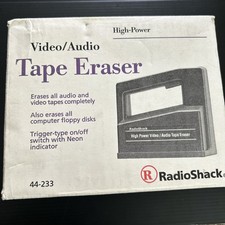 High-Power
Video/Audio
Tape Eraser
Erases all audio and
video tapes completely
Also erases all
computer floppy disks
Trigger-type on/off
switch with Neon
indicator
RadioShack
High Power Video/Audio Tape Eraser
44-233
R RadioShack